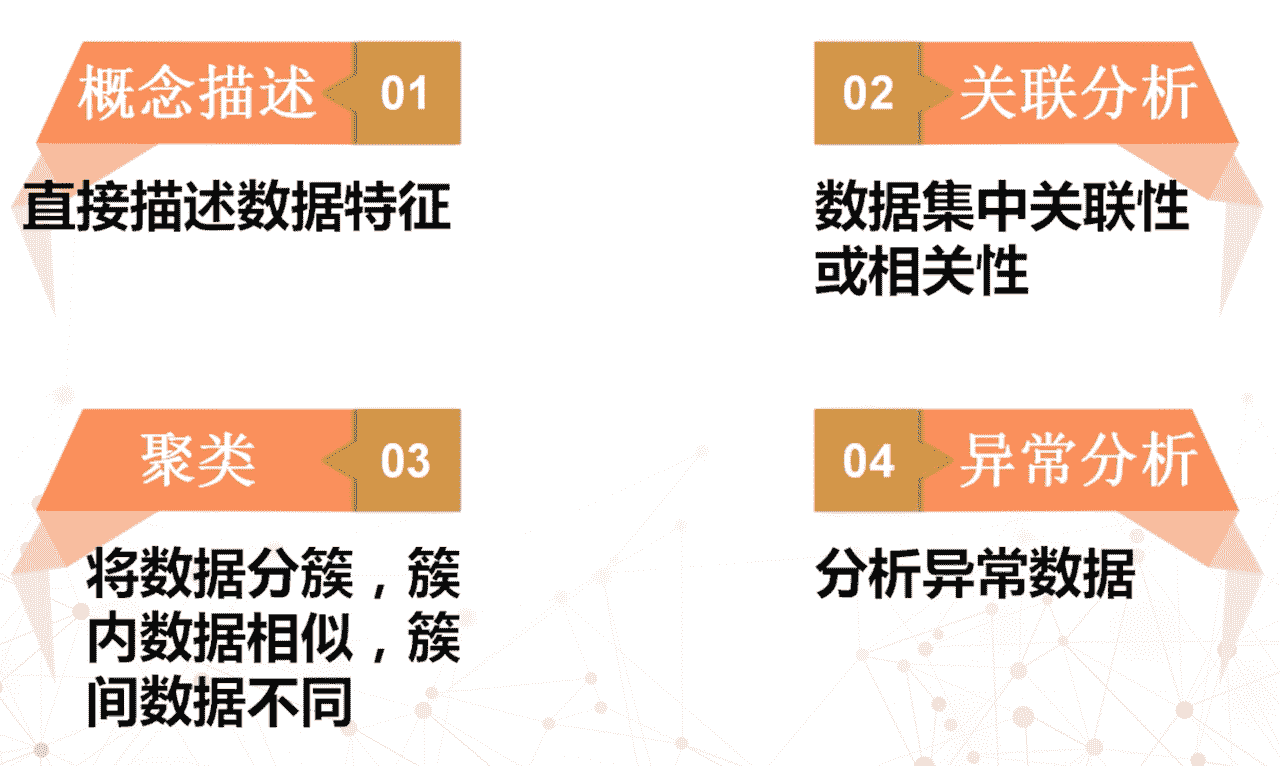 概念描述 01
直接描述数据特征
02 关联分析
数据集中关联性
或相关性
聚类 03
将数据分簇，簇
内数据相似，簇
间数据不同
04 异常分析
分析异常数据